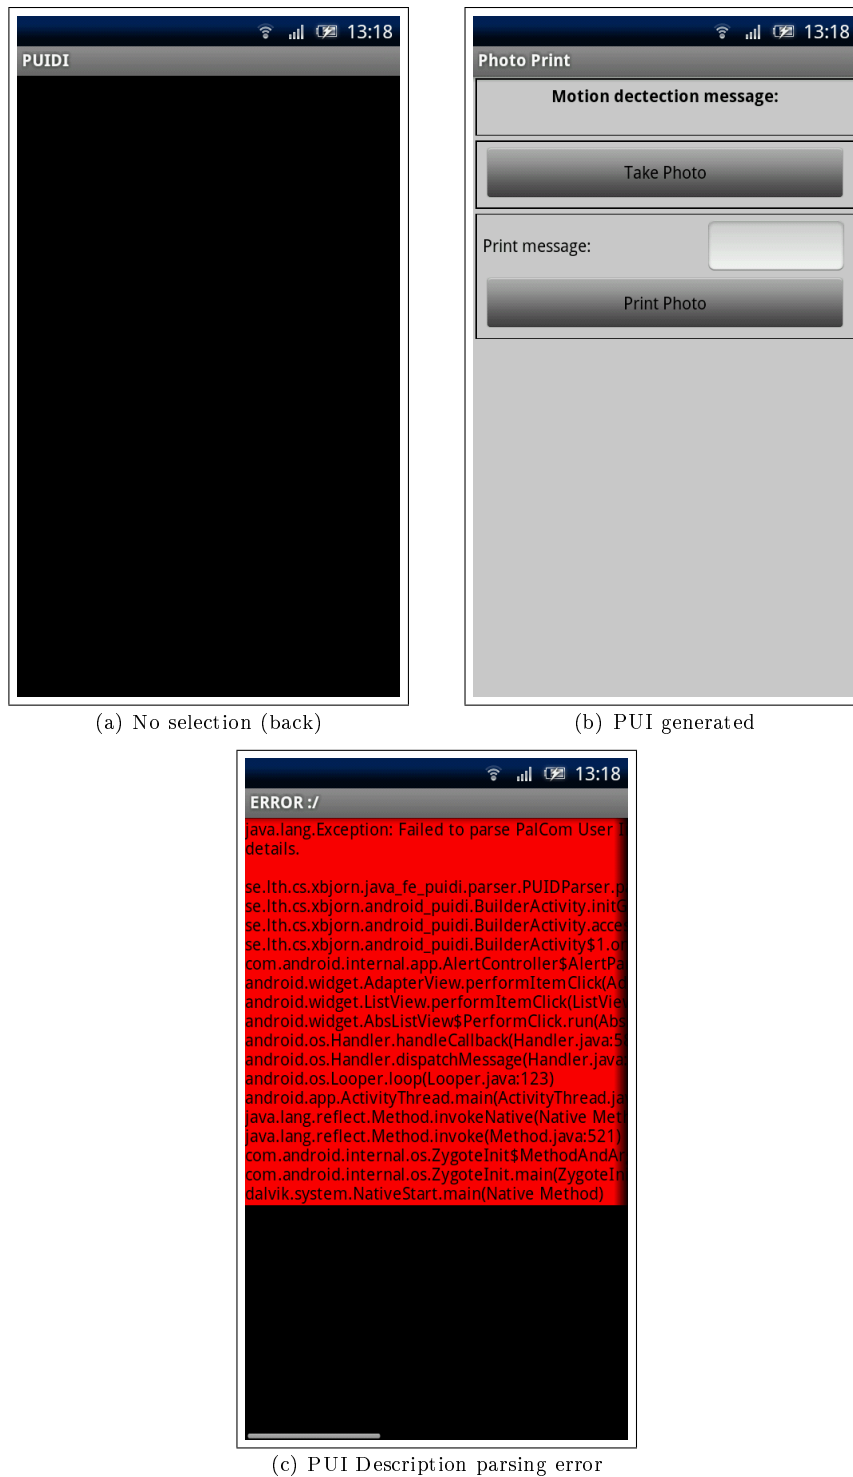 13:18
PUIDI
(a) No selection (back)
13:18
Photo Print
Motion dectection message:
Take Photo
Print message:
Print Photo
(b) PUI generated
13:18
ERROR :/
java.lang.Exception: Failed to parse PalCom User
details.
se.lth.cs.xbjorn.java_fe_puidi.parser.PUIDParser.p
se.lth.cs.xbjorn.android_puidi.BuilderActivity.initG
se.lth.cs.xbjorn.android_puidi.BuilderActivity.acce
se.lth.cs.xbjorn.android_puidi.BuilderActivity$1.on
com.android.internal.app.AlertController$AlertPa
android.widget.AdapterView.performItemClick(Ad
android.widget.ListView.performItemClick(ListView
android.widget.AbsListView$PerformClick.run(Abs
android.os.Handler.handleCallback(Handler.java:5
android.os.Handler.dispatchMessage(Handler.java:
android.os.Looper.loop(Looper.java:123)
android.app.ActivityThread.main(ActivityThread.ja
java.lang.reflect.Method.invokeNative(Native Meth
java.lang.reflect.Method.invoke(Method.java:521)
com.android.internal.os.ZygoteInit$MethodAndAr
com.android.internal.os.ZygoteInit.main(ZygoteIn
dalvik.system.NativeStart.main(Native Method)
(c) PUI Description parsing error